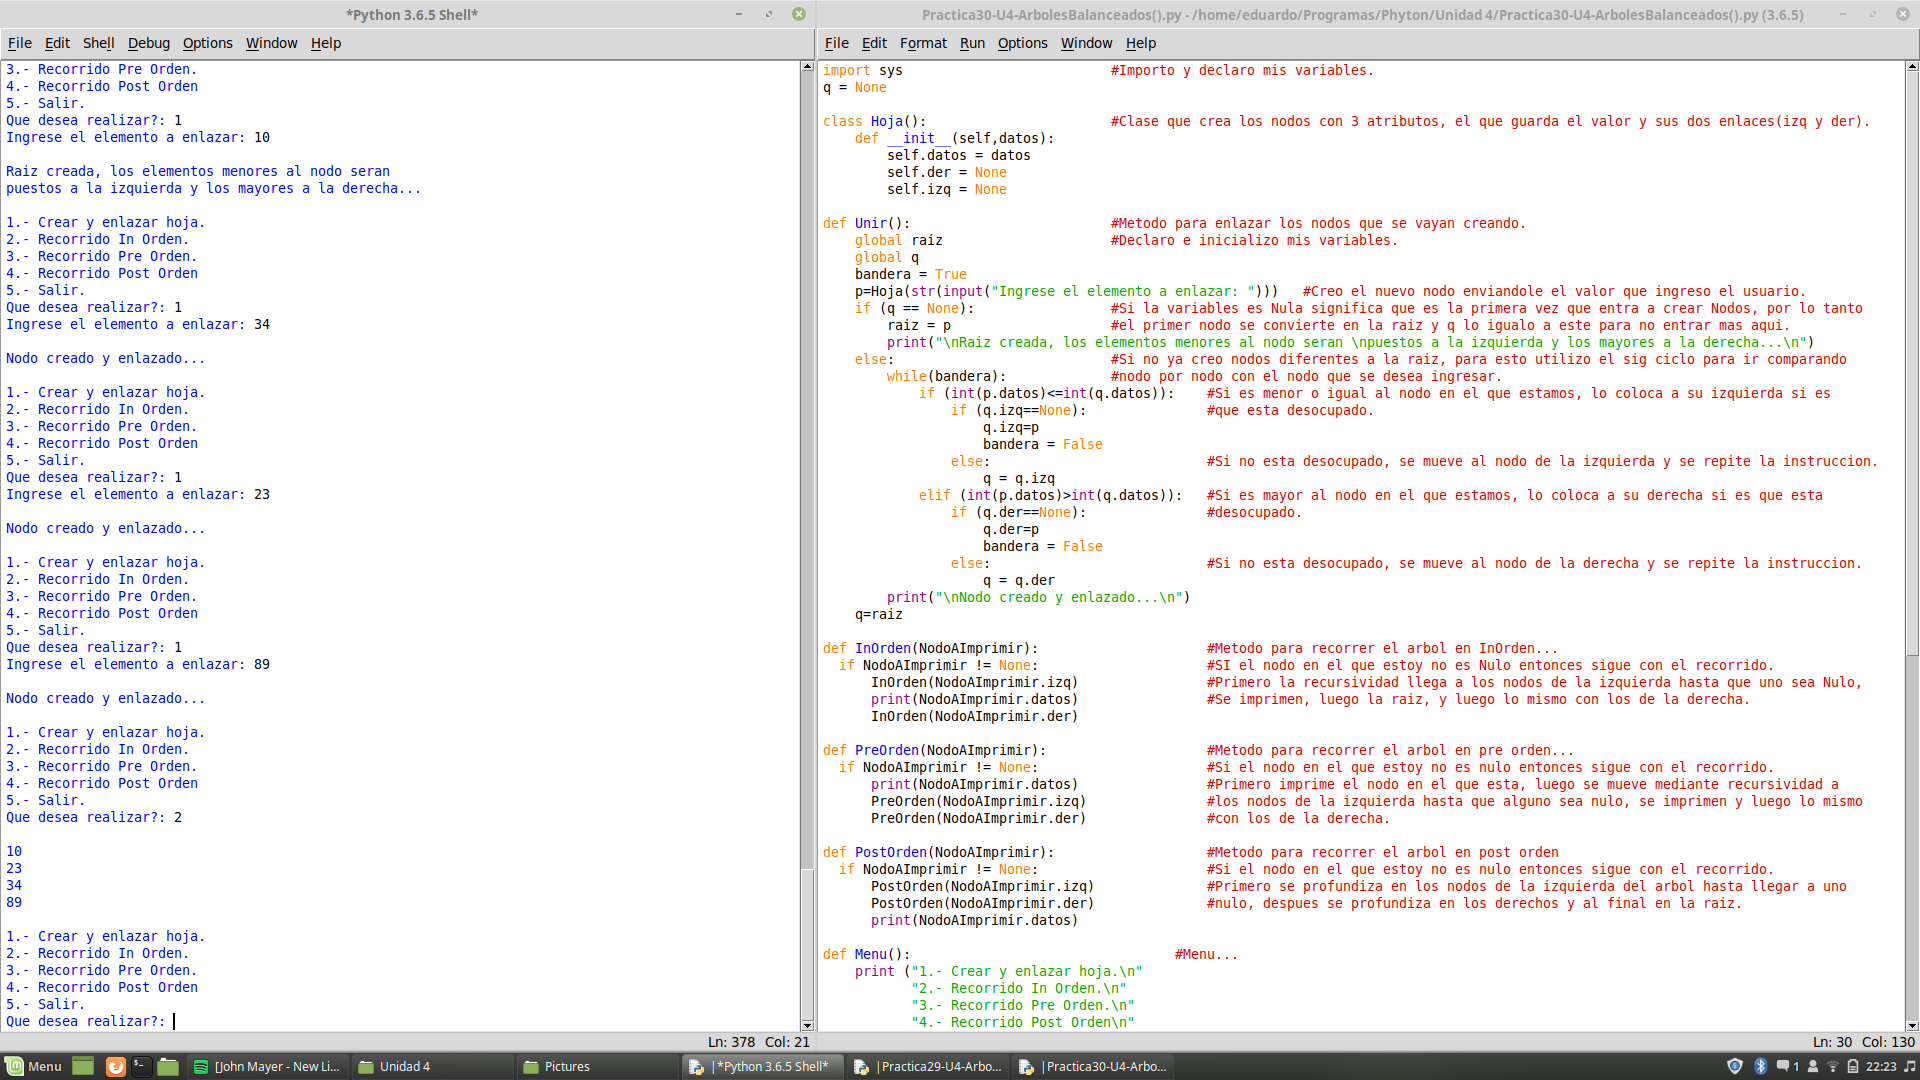 *Python 3.6.5 Shell*
File Edit Shell Debug Options Window Help
3.- Recorrido Pre Orden.
4.- Recorrido Post Orden
5.- Salir.
Que desea realizar?: 1
Ingrese el elemento a enlazar: 10
Raiz creada, los elementos menores al nodo seran
puestos a la izquierda y los mayores a la derecha...
1.- Crear y enlazar hoja.
2.- Recorrido In Orden.
3.- Recorrido Pre Orden.
4.- Recorrido Post Orden
5.- Salir.
Que desea realizar?: 1
Ingrese el elemento a enlazar: 34
Nodo creado y enlazado...
1.- Crear y enlazar hoja.
2.- Recorrido In Orden.
3.- Recorrido Pre Orden.
4.- Recorrido Post Orden
5.- Salir.
Que desea realizar?: 1
Ingrese el elemento a enlazar: 23
Nodo creado y enlazado...
1.- Crear y enlazar hoja.
2.- Recorrido In Orden.
3.- Recorrido Pre Orden.
4.- Recorrido Post Orden
5.- Salir.
Que desea realizar?: 1
Ingrese el elemento a enlazar: 89
Nodo creado y enlazado...
1.- Crear y enlazar hoja.
2.- Recorrido In Orden.
3.- Recorrido Pre Orden.
4.- Recorrido Post Orden
5.- Salir.
Que desea realizar?: 2
10
23
34
89
1.- Crear y enlazar hoja.
2.- Recorrido In Orden.
3.- Recorrido Pre Orden.
4.- Recorrido Post Orden
5.- Salir.
Que desea realizar?:
Ln: 378 Col: 21
Practica30-U4-ArbolesBalanceados().py - /home/eduardo/Programas/Phyton/Unidad 4/Practica30-U4-ArbolesBalanceados().py (3.6.5)
File Edit Format Run Options Window Help
import sys #Importo y declaro mis variables.
q = None
class Hoja(): #Clase que crea los nodos con 3 atributos, el que guarda el valor y sus dos enlaces(izq y der).
def __init__(self,datos):
self.datos = datos
self.der = None
self.izq = None
def Unir(): #Metodo para enlazar los nodos que se vayan creando.
global raiz #Declaro e inicializo mis variables.
global q
bandera = True
p=Hoja(str(input("Ingrese el elemento a enlazar: "))) #Creo el nuevo nodo enviandole el valor que ingreso el usuario.
if (q == None): #Si la variables es Nula significa que es la primera vez que entra a crear Nodos, por lo tanto
raiz = p #el primer nodo se convierte en la raiz y q lo igualo a este para no entrar mas aqui.
print("\nRaiz creada, los elementos menores al nodo seran \npuestos a la izquierda y los mayores a la derecha...\n")
else: #Si no ya creo nodos diferentes a la raiz, para esto utilizo el sig ciclo para ir comparando
while(bandera): #nodo por nodo con el nodo que se desea ingresar.
if (int(p.datos)<=int(q.datos)): #Si es menor o igual al nodo en el que estamos, lo coloca a su izquierda si es
if (q.izq==None): #que esta desocupado.
q.izq=p
bandera = False
else: #Si no esta desocupado, se mueve al nodo de la izquierda y se repite la instruccion.
q = q.izq
elif (int(p.datos)>int(q.datos)): #Si es mayor al nodo en el que estamos, lo coloca a su derecha si es que esta
if (q.der==None): #desocupado.
q.der=p
bandera = False
else: #Si no esta desocupado, se mueve al nodo de la derecha y se repite la instruccion.
q = q.der
print("\nNodo creado y enlazado...\n")
q=raiz
def InOrden(NodoAImprimir): #Metodo para recorrer el arbol en InOrden...
if NodoAImprimir != None: #SI el nodo en el que estoy no es Nulo entonces sigue con el recorrido.
InOrden(NodoAImprimir.izq) #Primero la recursividad llega a los nodos de la izquierda hasta que uno sea Nulo,
print(NodoAImprimir.datos) #Se imprimen, luego la raiz, y luego lo mismo con los de la derecha.
InOrden(NodoAImprimir.der)
def PreOrden(NodoAImprimir): #Metodo para recorrer el arbol en pre orden...
if NodoAImprimir != None: #Si el nodo en el que estoy no es nulo entonces sigue con el recorrido.
print(NodoAImprimir.datos) #Primero imprime el nodo en el que esta, luego se mueve mediante recursividad a
PreOrden(NodoAImprimir.izq) #los nodos de la izquierda hasta que alguno sea nulo, se imprimen y luego lo mismo
PreOrden(NodoAImprimir.der) #con los de la derecha.
def PostOrden(NodoAImprimir): #Metodo para recorrer el arbol en post orden
if NodoAImprimir != None: #Si el nodo en el que estoy no es nulo entonces sigue con el recorrido.
PostOrden(NodoAImprimir.izq) #Primero se profundiza en los nodos de la izquierda del arbol hasta llegar a uno
PostOrden(NodoAImprimir.der) #nulo, despues se profundiza en los derechos y al final en la raiz.
print(NodoAImprimir.datos)
def Menu(): #Menu...
print ("1.- Crear y enlazar hoja.\n"
"2.- Recorrido In Orden.\n"
"3.- Recorrido Pre Orden.\n"
"4.- Recorrido Post Orden\n"
Ln: 30 Col: 130
Menu [John Mayer - New Li... Unidad 4 Pictures |*Python 3.6.5 Shell* |Practica29-U4-Arbo... |Practica30-U4-Arbo... 1 22:23